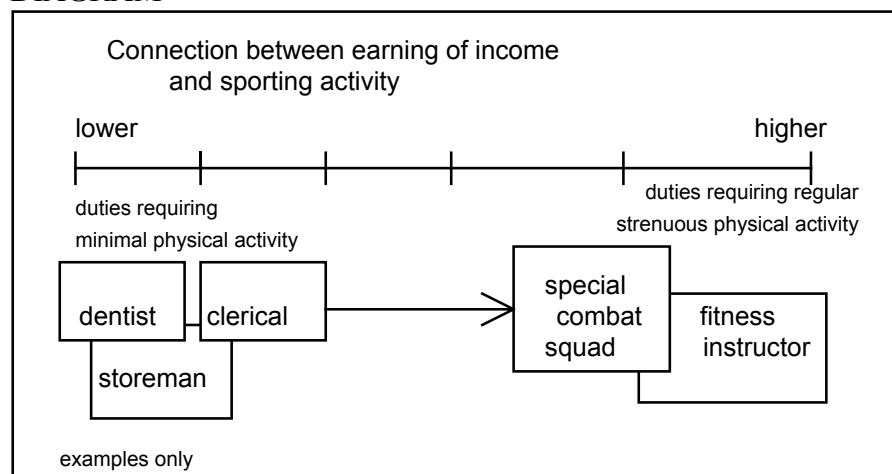 DIAGRAM
Connection between earning of income
and sporting activity
lower higher
duties requiring
minimal physical activity
duties requiring regular
strenuous physical activity
dentist
clerical
storeman
special
combat
squad
fitness
instructor
examples only